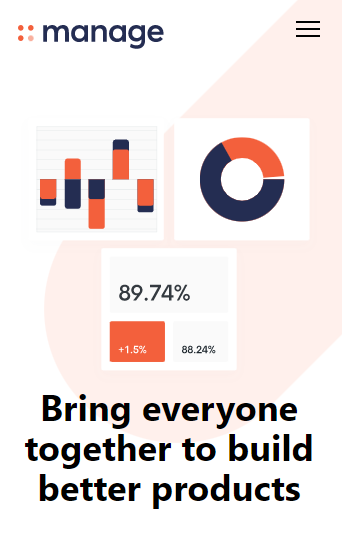 manage
89.74%
+1.5%
88.24%
Bring everyone
together to build
better products